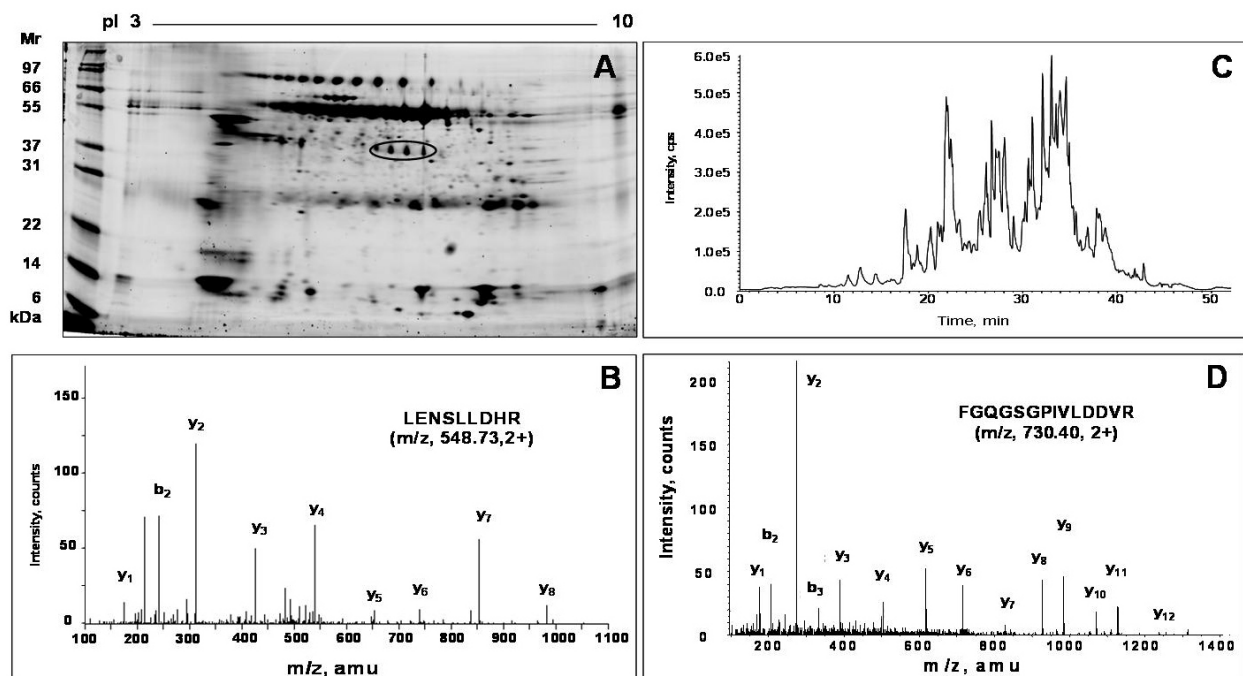 pI 3 10
Mr
97
66
55
37
31
22
14
6
kDa
A
C
Intensity, cps
6.0e5
5.0e5
4.0e5
3.0e5
2.0e5
1.0e5
0.0
0 10 20 30 40 50
Time, min
B
LENSLLDHR
(m/z, 548.73,2+)
Intensity, counts
150
100
50
0
y1
b2
y2
y3
y4
y5
y6
y7
y8
100 200 300 400 500 600 700 800 900 1000 1100
m/z, amu
D
FGQGSGPIVLDDVR
(m/z, 730.40, 2+)
Intensity, counts
200
150
100
50
0
y1
b2
y2
b3
y3
y4
y5
y6
y7
y8
y9
y10
y11
y12
200 400 600 800 1000 1200 1400
m/z, amu